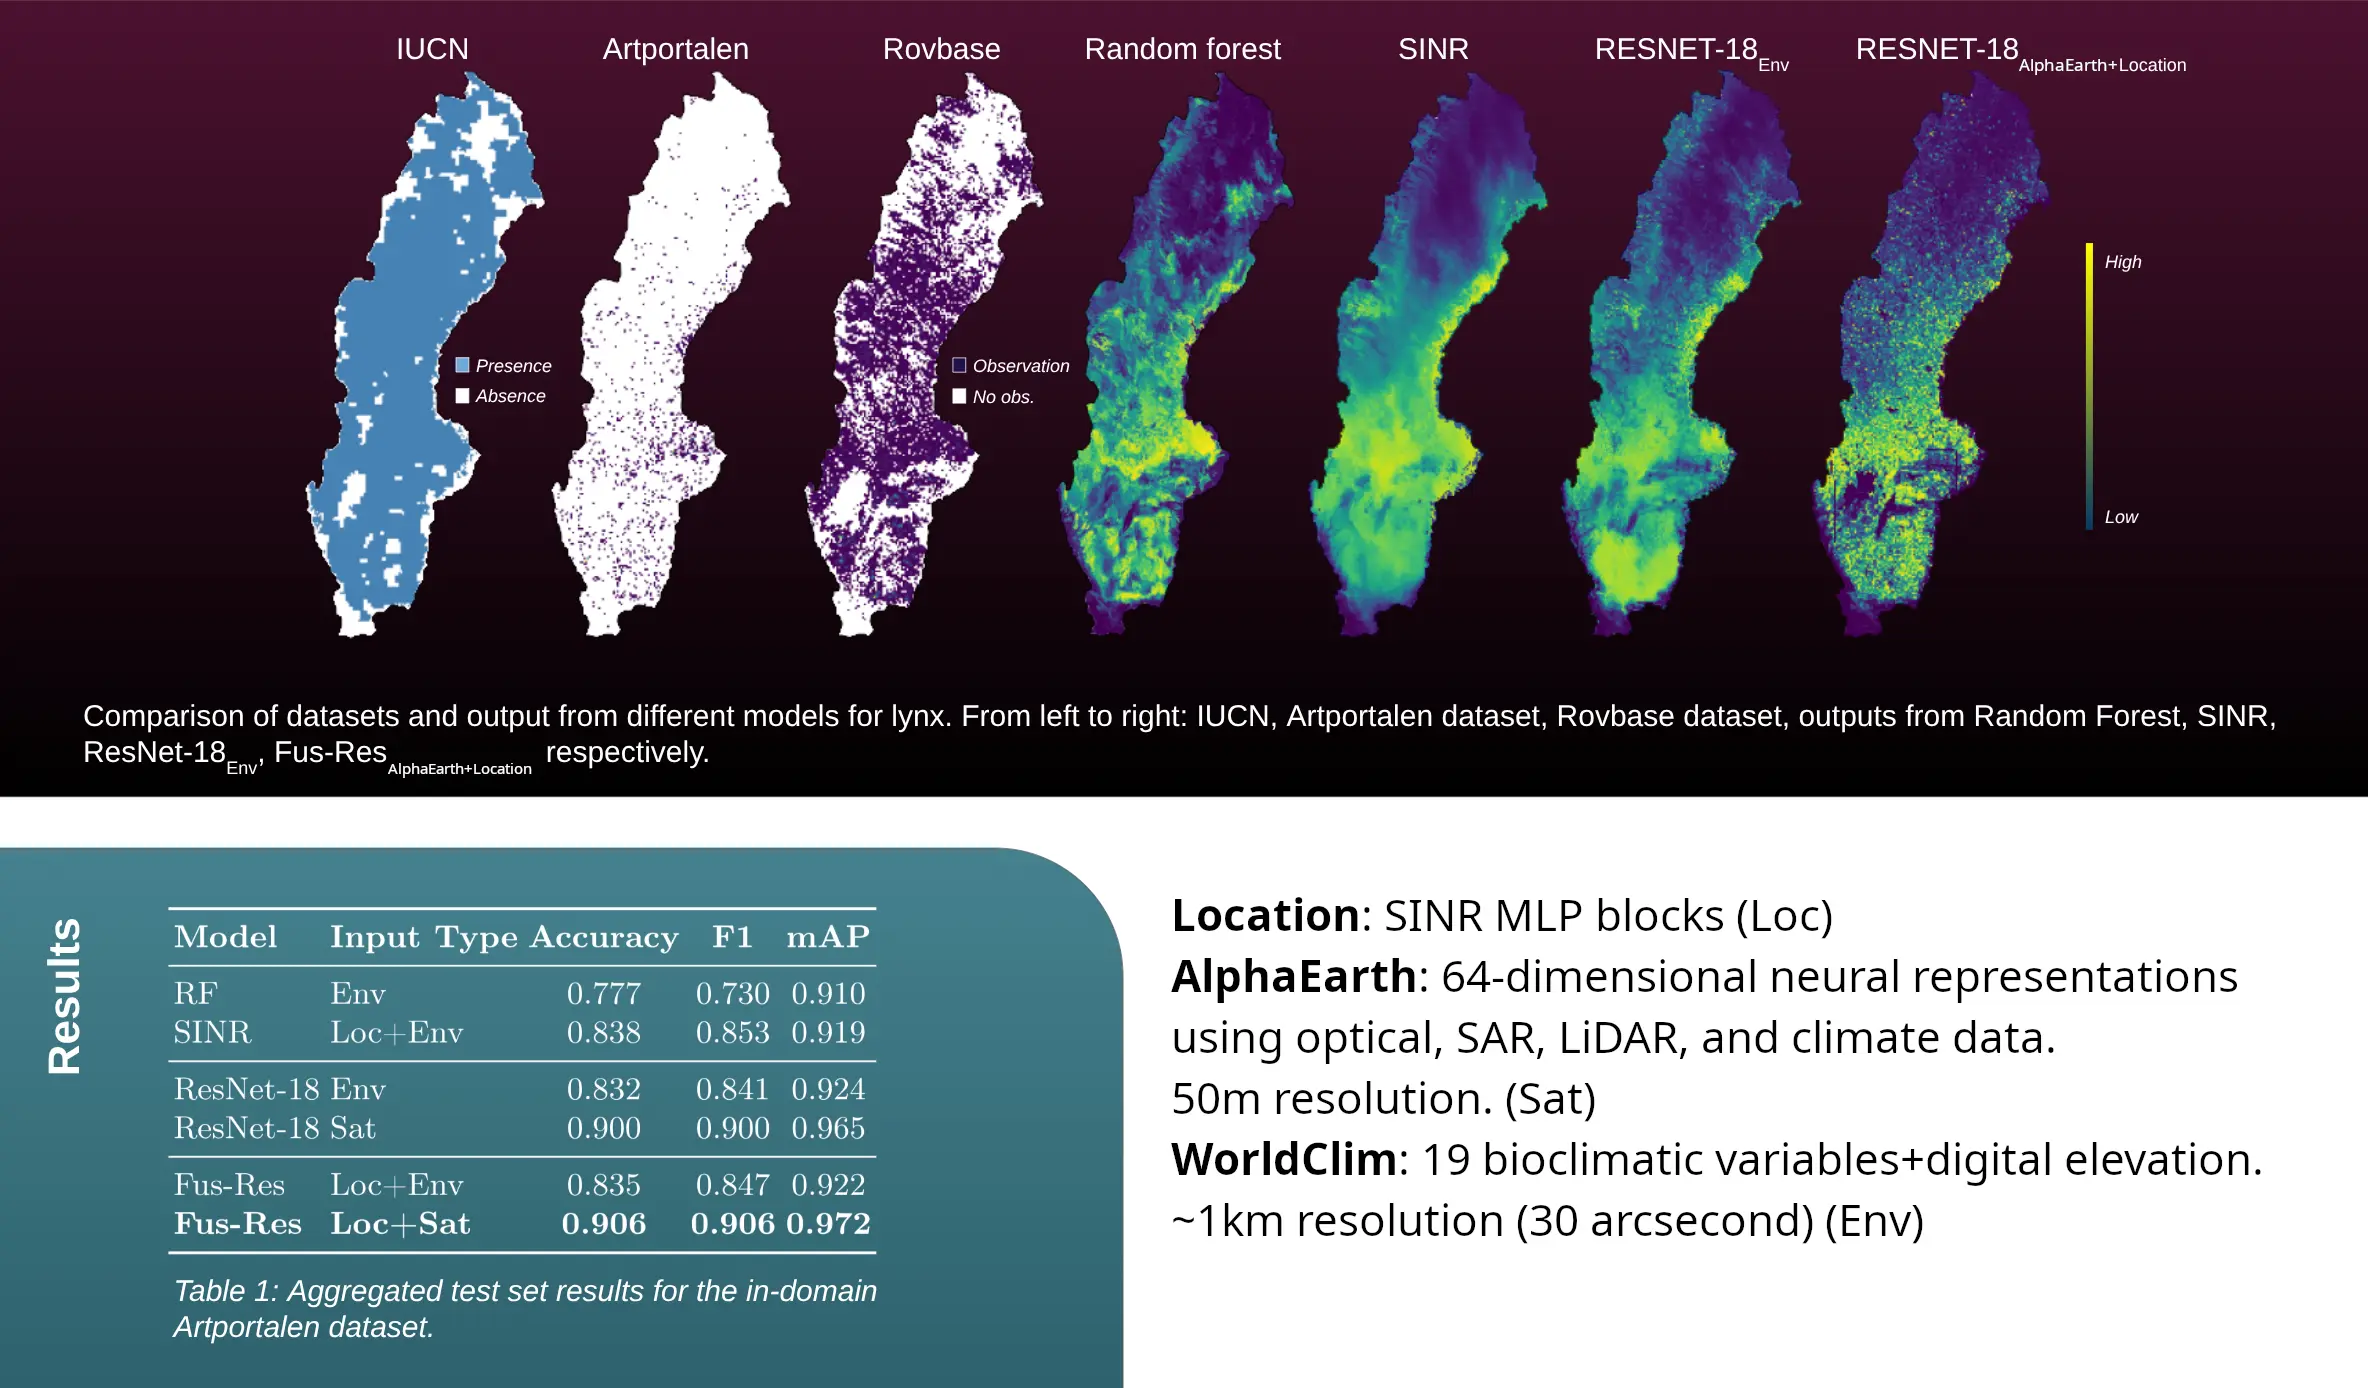 IUCN Artportalen Rovbase Random forest SINR RESNET-18Env RESNET-18AlphaEarth+Location
High
Presence Observation
Absence No obs.
Low
Comparison of datasets and output from different models for lynx. From left to right: IUCN, Artportalen dataset, Rovbase dataset, outputs from Random Forest, SINR,
ResNet-18Env, Fus-ResAlphaEarth+Location respectively.
Results
Model Input Type Accuracy F1 mAP
RF Env 0.777 0.730 0.910
SINR Loc+Env 0.838 0.853 0.919
ResNet-18 Env 0.832 0.841 0.924
ResNet-18 Sat 0.900 0.900 0.965
Fus-Res Loc+Env 0.835 0.847 0.922
Fus-Res Loc+Sat 0.906 0.906 0.972
Table 1: Aggregated test set results for the in-domain
Artportalen dataset.
Location: SINR MLP blocks (Loc)
AlphaEarth: 64-dimensional neural representations
using optical, SAR, LiDAR, and climate data.
50m resolution. (Sat)
WorldClim: 19 bioclimatic variables+digital elevation.
~1km resolution (30 arcsecond) (Env)